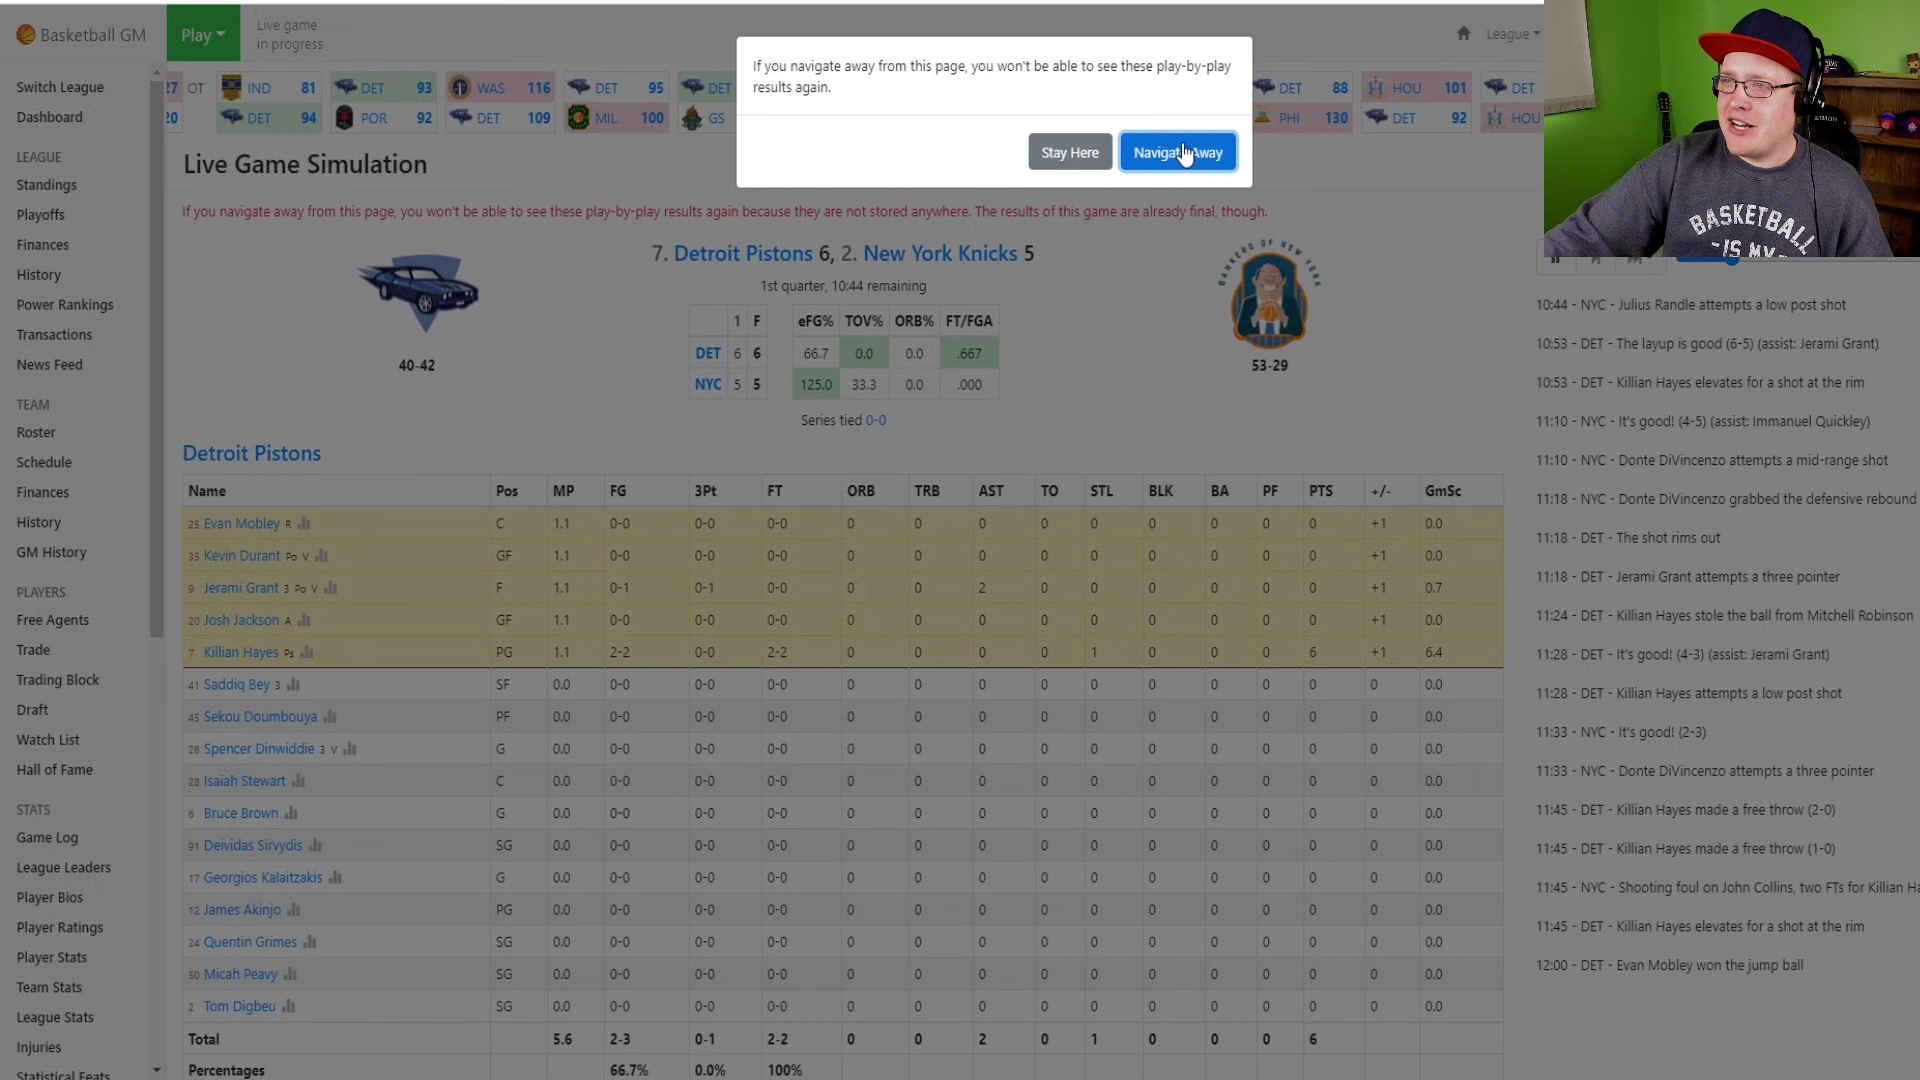 Basketball GM
Play
Live game
in progress
League
If you navigate away from this page, you won't be able to see these play-by-play
results again.
Stay Here
Navigate Away
27 OT IND 81 DET 93 WAS 116 DET 95 DET DET 88 HOU 101 DET
20 DET 94 POR 92 DET 109 MIL 100 GS PHI 130 DET 92 HOU
BASKETBALL
- IS MY
Switch League
Dashboard
LEAGUE
Standings
Playoffs
Finances
History
Power Rankings
Transactions
News Feed
TEAM
Roster
Schedule
Finances
History
GM History
PLAYERS
Free Agents
Trade
Trading Block
Draft
Watch List
Hall of Fame
STATS
Game Log
League Leaders
Player Bios
Player Ratings
Player Stats
Team Stats
League Stats
Injuries
Statistical Feats
Live Game Simulation
If you navigate away from this page, you won't be able to see these play-by-play results again because they are not stored anywhere. The results of this game are already final, though.
7. Detroit Pistons 6, 2. New York Knicks 5
1st quarter, 10:44 remaining
BANKERS OF NEW YORK
40-42
53-29
1 F eFG% TOV% ORB% FT/FGA
DET 6 6 66.7 0.0 0.0 .667
NYC 5 5 125.0 33.3 0.0 .000
Series tied 0-0
Detroit Pistons
Name Pos MP FG 3Pt FT ORB TRB AST TO STL BLK BA PF PTS +/- GmSc
25 Evan Mobley R C 1.1 0-0 0-0 0-0 0 0 0 0 0 0 0 0 0 +1 0.0
35 Kevin Durant Po V GF 1.1 0-0 0-0 0-0 0 0 0 0 0 0 0 0 0 +1 0.0
9 Jerami Grant 3 Po V F 1.1 0-1 0-1 0-0 0 0 2 0 0 0 0 0 0 +1 0.7
20 Josh Jackson A GF 1.1 0-0 0-0 0-0 0 0 0 0 0 0 0 0 0 +1 0.0
7 Killian Hayes Ps PG 1.1 2-2 0-0 2-2 0 0 0 0 1 0 0 0 6 +1 6.4
41 Saddiq Bey 3 SF 0.0 0-0 0-0 0-0 0 0 0 0 0 0 0 0 0 0 0.0
45 Sekou Doumbouya PF 0.0 0-0 0-0 0-0 0 0 0 0 0 0 0 0 0 0 0.0
26 Spencer Dinwiddie 3 V G 0.0 0-0 0-0 0-0 0 0 0 0 0 0 0 0 0 0 0.0
28 Isaiah Stewart C 0.0 0-0 0-0 0-0 0 0 0 0 0 0 0 0 0 0 0.0
6 Bruce Brown G 0.0 0-0 0-0 0-0 0 0 0 0 0 0 0 0 0 0 0.0
91 Deividas Sirvydis SG 0.0 0-0 0-0 0-0 0 0 0 0 0 0 0 0 0 0 0.0
17 Georgios Kalaitzakis G 0.0 0-0 0-0 0-0 0 0 0 0 0 0 0 0 0 0 0.0
12 James Akinjo PG 0.0 0-0 0-0 0-0 0 0 0 0 0 0 0 0 0 0 0.0
24 Quentin Grimes SG 0.0 0-0 0-0 0-0 0 0 0 0 0 0 0 0 0 0 0.0
50 Micah Peavy SG 0.0 0-0 0-0 0-0 0 0 0 0 0 0 0 0 0 0 0.0
2 Tom Digbeu SG 0.0 0-0 0-0 0-0 0 0 0 0 0 0 0 0 0 0 0.0
Total 5.6 2-3 0-1 2-2 0 0 2 0 1 0 0 0 6
Percentages 66.7% 0.0% 100%
10:44 - NYC - Julius Randle attempts a low post shot
10:53 - DET - The layup is good (6-5) (assist: Jerami Grant)
10:53 - DET - Killian Hayes elevates for a shot at the rim
11:10 - NYC - It's good! (4-5) (assist: Immanuel Quickley)
11:10 - NYC - Donte DiVincenzo attempts a mid-range shot
11:18 - NYC - Donte DiVincenzo grabbed the defensive rebound
11:18 - DET - The shot rims out
11:18 - DET - Jerami Grant attempts a three pointer
11:24 - DET - Killian Hayes stole the ball from Mitchell Robinson
11:28 - DET - It's good! (4-3) (assist: Jerami Grant)
11:28 - DET - Killian Hayes attempts a low post shot
11:33 - NYC - It's good! (2-3)
11:33 - NYC - Donte DiVincenzo attempts a three pointer
11:45 - DET - Killian Hayes made a free throw (2-0)
11:45 - DET - Killian Hayes made a free throw (1-0)
11:45 - NYC - Shooting foul on John Collins, two FTs for Killian Ha
11:45 - DET - Killian Hayes elevates for a shot at the rim
12:00 - DET - Evan Mobley won the jump ball